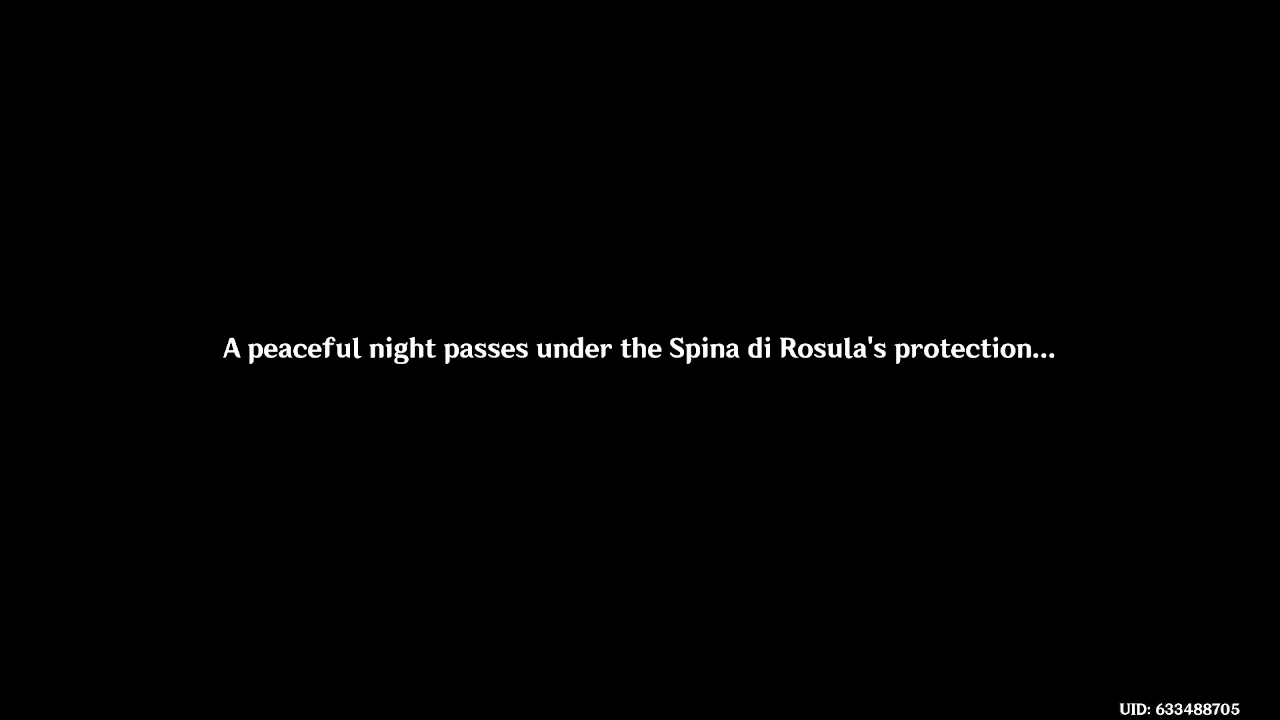 A peaceful night passes under the Spina di Rosula's protection...
UID: 633488705